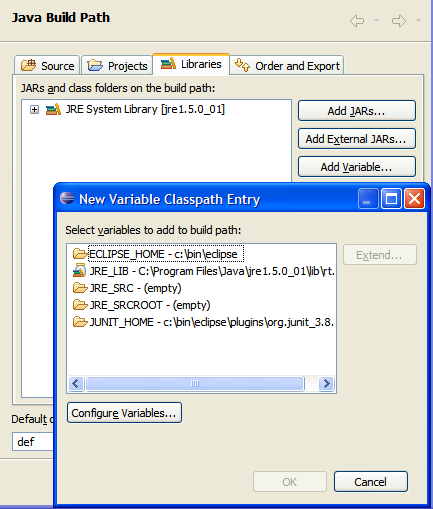 Java Build Path
Source
Projects
Libraries
Order and Export
JARs and class folders on the build path:
JRE System Library [jre1.5.0_01]
Add JARs...
Add External JARs...
Add Variable...
New Variable Classpath Entry
Select variables to add to build path:
ECLIPSE_HOME - c:\bin\eclipse
JRE_LIB - C:\Program Files\Java\jre1.5.0_01\lib\rt.
JRE_SRC - (empty)
JRE_SRCROOT - (empty)
JUNIT_HOME - c:\bin\eclipse\plugins\org.junit_3.8.
Extend...
Configure Variables...
Default
def
OK
Cancel